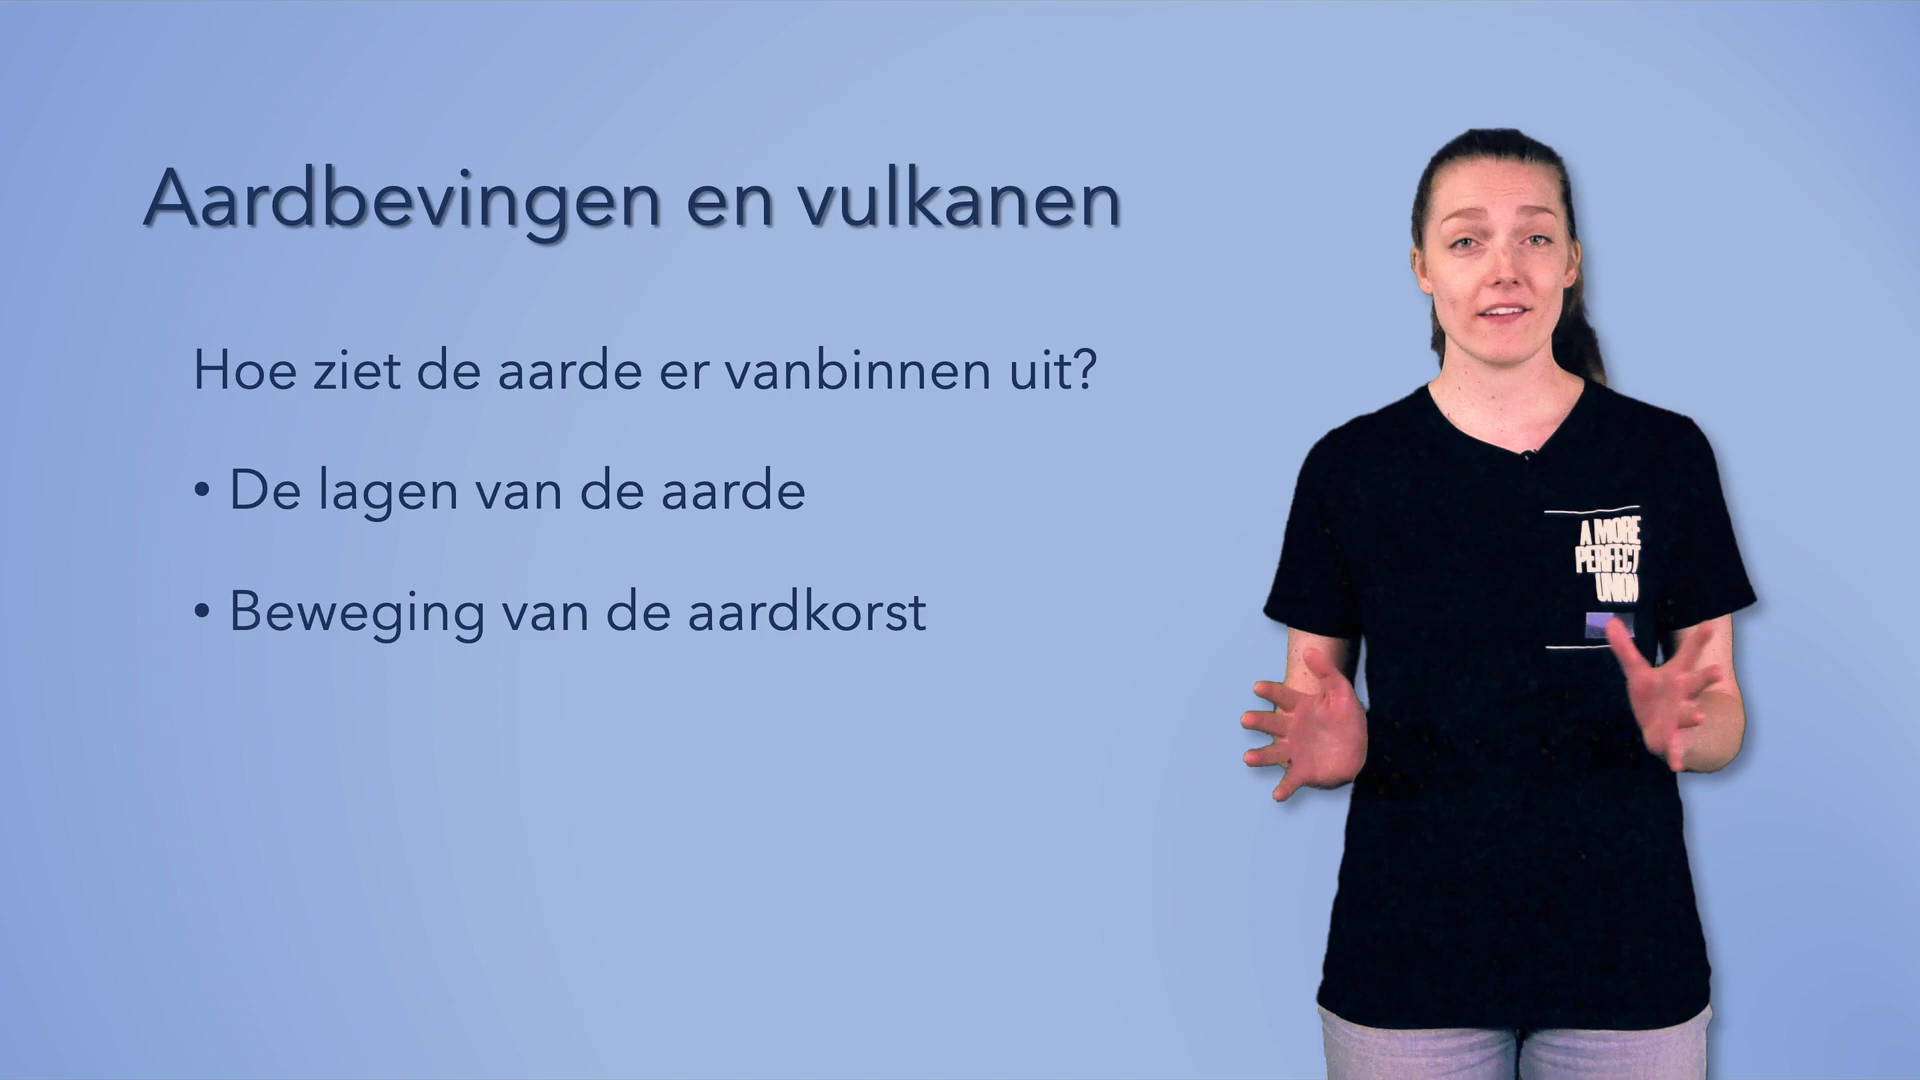 Aardbevingen en vulkanen
Hoe ziet de aarde er vanbinnen uit?
• De lagen van de aarde
• Beweging van de aardkorst
A MORE
PERFECT
UNION